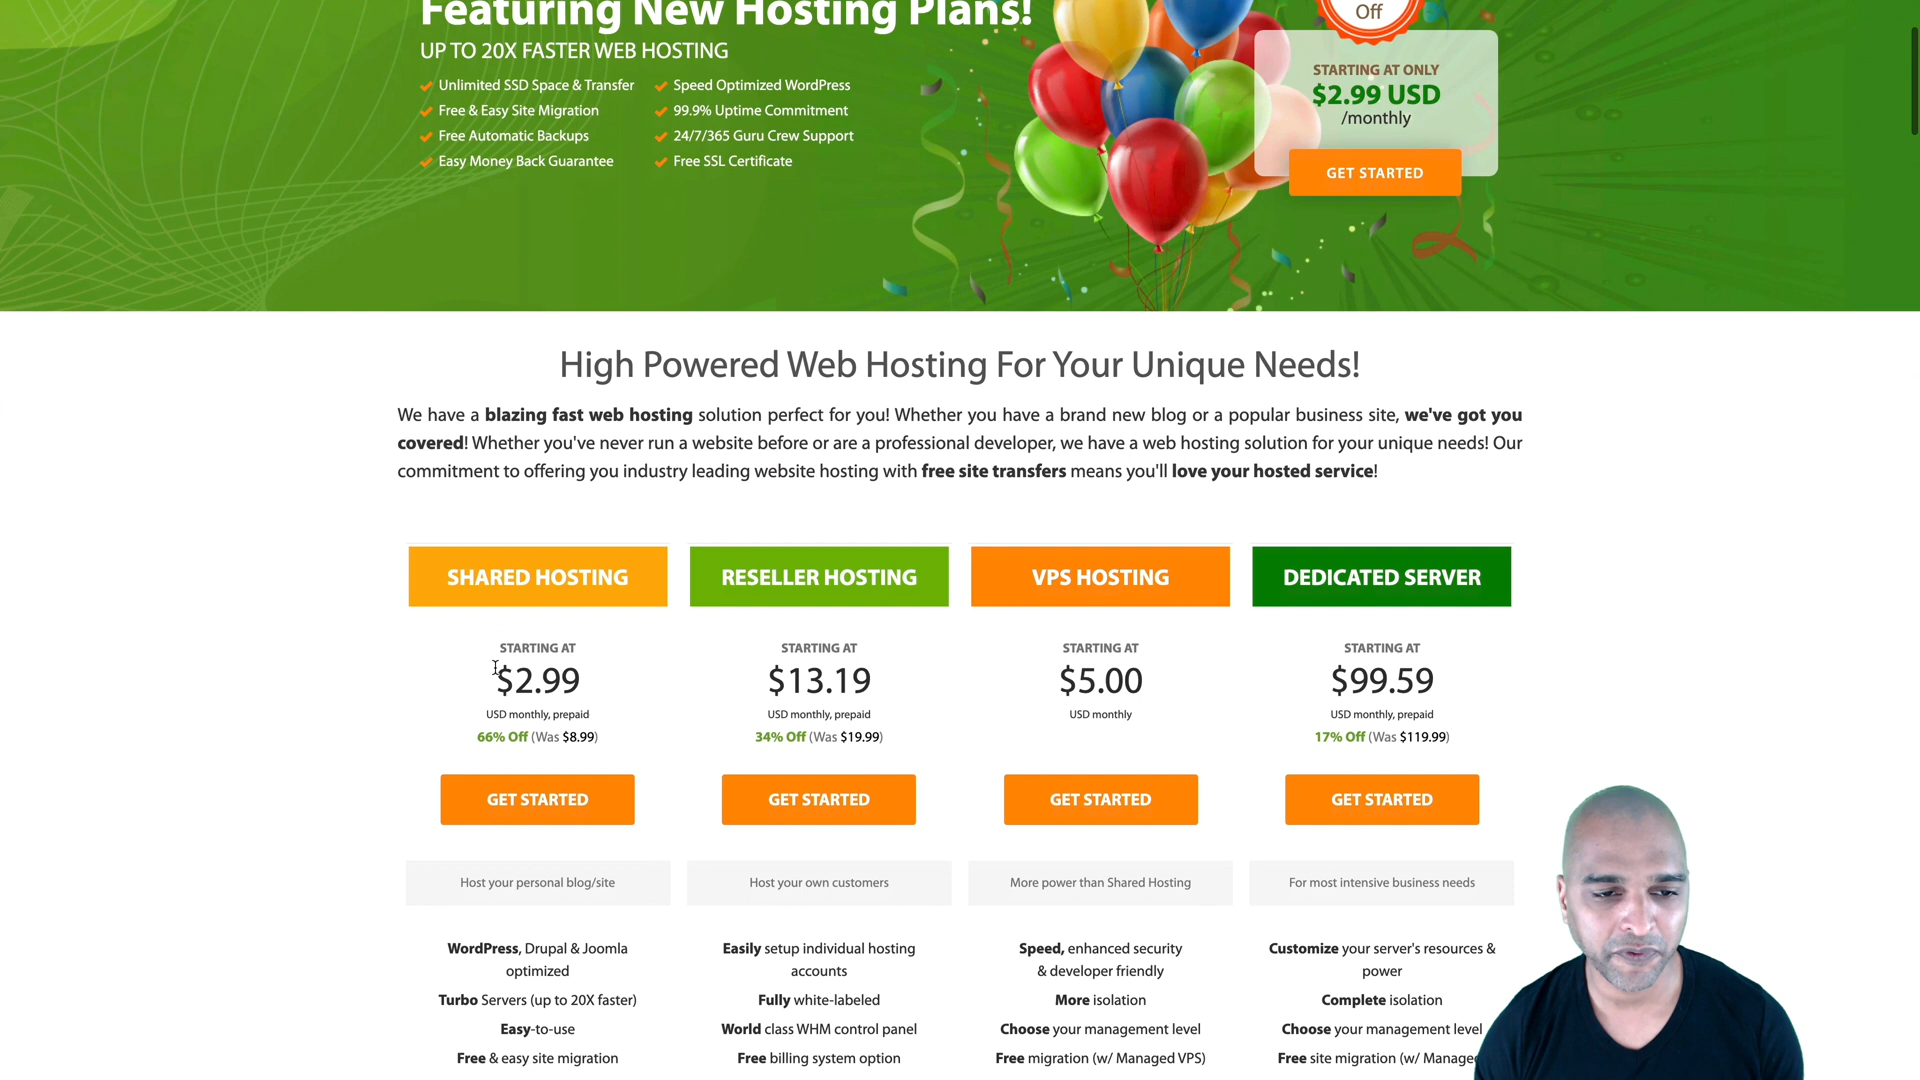 Featuring New Hosting Plans!
UP TO 20X FASTER WEB HOSTING
Unlimited SSD Space & Transfer
Free & Easy Site Migration
Free Automatic Backups
Easy Money Back Guarantee
Speed Optimized WordPress
99.9% Uptime Commitment
24/7/365 Guru Crew Support
Free SSL Certificate
Off
STARTING AT ONLY
$2.99 USD
/monthly
GET STARTED
High Powered Web Hosting For Your Unique Needs!
We have a blazing fast web hosting solution perfect for you! Whether you have a brand new blog or a popular business site, we've got you
covered! Whether you've never run a website before or are a professional developer, we have a web hosting solution for your unique needs! Our
commitment to offering you industry leading website hosting with free site transfers means you'll love your hosted service!
SHARED HOSTING
STARTING AT
$2.99
USD monthly, prepaid
66% Off (Was $8.99)
GET STARTED
Host your personal blog/site
WordPress, Drupal & Joomla
optimized
Turbo Servers (up to 20X faster)
Easy-to-use
Free & easy site migration
RESELLER HOSTING
STARTING AT
$13.19
USD monthly, prepaid
34% Off (Was $19.99)
GET STARTED
Host your own customers
Easily setup individual hosting
accounts
Fully white-labeled
World class WHM control panel
Free billing system option
VPS HOSTING
STARTING AT
$5.00
USD monthly
GET STARTED
More power than Shared Hosting
Speed, enhanced security
& developer friendly
More isolation
Choose your management level
Free migration (w/ Managed VPS)
DEDICATED SERVER
STARTING AT
$99.59
USD monthly, prepaid
17% Off (Was $119.99)
GET STARTED
For most intensive business needs
Customize your server's resources &
power
Complete isolation
Choose your management level
Free site migration (w/